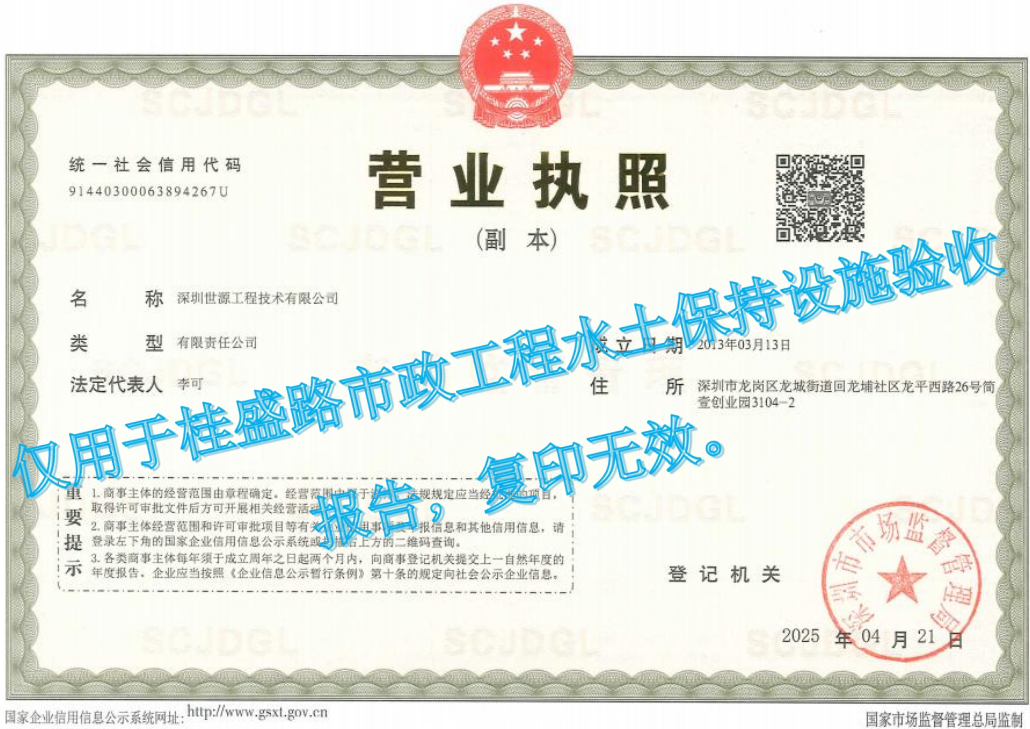 统一社会信用代码
91440300063894267U
营业执照
(副 本)
名 称 深圳世源工程技术有限公司
类 型 有限责任公司
成立日期 2013年03月13日
法定代表人 李可
住 所 深圳市龙岗区龙城街道回龙埔社区龙平西路26号简
壹创业园3104-2
仅用于桂盛路市政工程水土保持设施验收
报告，复印无效。
重要提示
1. 商事主体的经营范围由章程确定。经营范围中属于法律、法规规定应当经批准的项目，
取得许可审批文件后方可开展相关经营活动。
2. 商事主体经营范围和许可审批项目等有关 事 报信息和其他信用信息，请
登录左下角的国家企业信用信息公示系统或扫描右上方的二维码查询。
3. 各类商事主体每年须于成立周年之日起两个月内，向商事登记机关提交上一自然年度的
年度报告。企业应当按照《企业信息公示暂行条例》第十条的规定向社会公示企业信息。
登记机关
深圳市市场监督管理局
2025 年 04 月 21 日
国家企业信用信息公示系统网址: http://www.gsxt.gov.cn
国家市场监督管理总局监制
SCJDGL